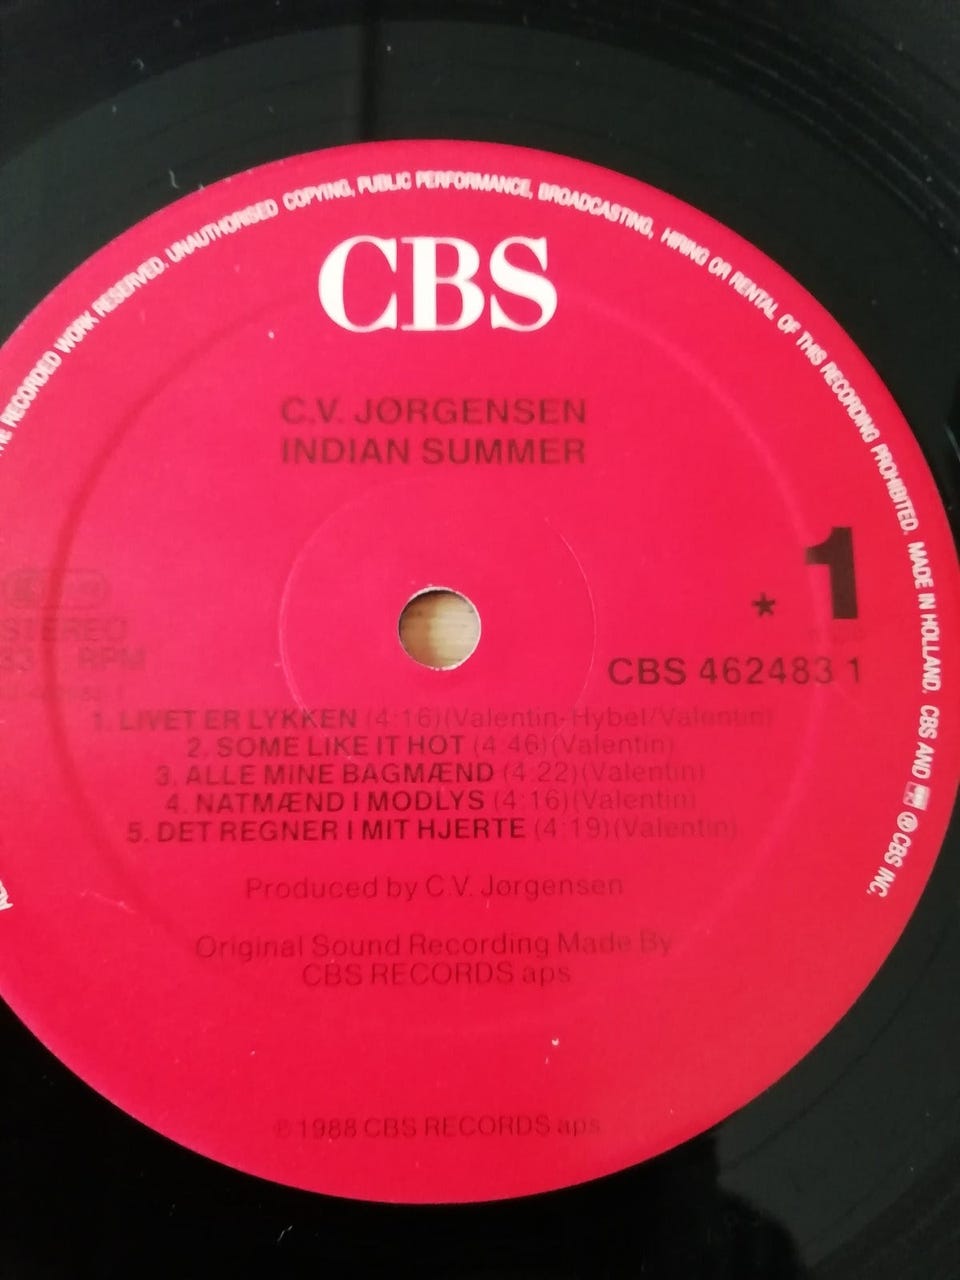 RECORDED WORK RESERVED. UNAUTHORISED COPYING, PUBLIC PERFORMANCE, BROADCASTING, HIRING OR RENTAL OF THIS RECORDING PROHIBITED. MADE IN HOLLAND. CBS AND ℗ CBS INC.
CBS
C.V. JØRGENSEN
INDIAN SUMMER
1
*
STEREO
33 RPM
CBS 462483 1
1. LIVET ER LYKKEN (4:16)(Valentin-Hybel/Valentin)
2. SOME LIKE IT HOT (4:46)(Valentin)
3. ALLE MINE BAGMÆND (4:22)(Valentin)
4. NATMÆND I MODLYS (4:16)(Valentin)
5. DET REGNER I MIT HJERTE (4:19)(Valentin)
Produced by C.V. Jørgensen
Original Sound Recording Made By
CBS RECORDS aps
℗ 1988 CBS RECORDS aps